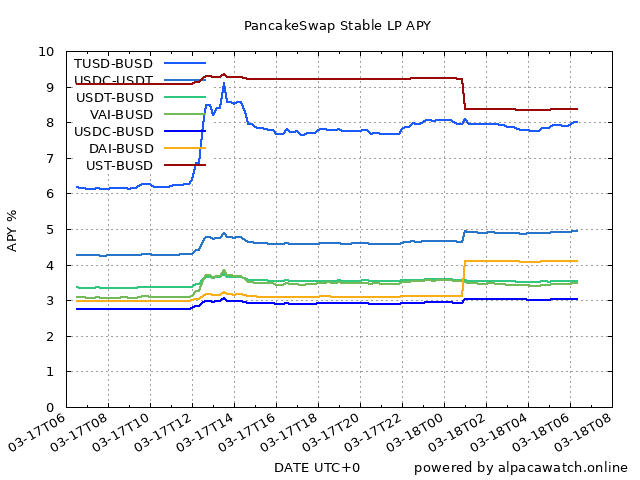 PancakeSwap Stable LP APY
10
9
8
7
6
5
4
3
2
1
0
APY %
TUSD-BUSD
USDC-USDT
USDT-BUSD
VAI-BUSD
USDC-BUSD
DAI-BUSD
UST-BUSD
03-17T06
03-17T08
03-17T10
03-17T12
03-17T14
03-17T16
03-17T18
03-17T20
03-17T22
03-18T00
03-18T02
03-18T04
03-18T06
03-18T08
DATE UTC+0
powered by alpacawatch.online